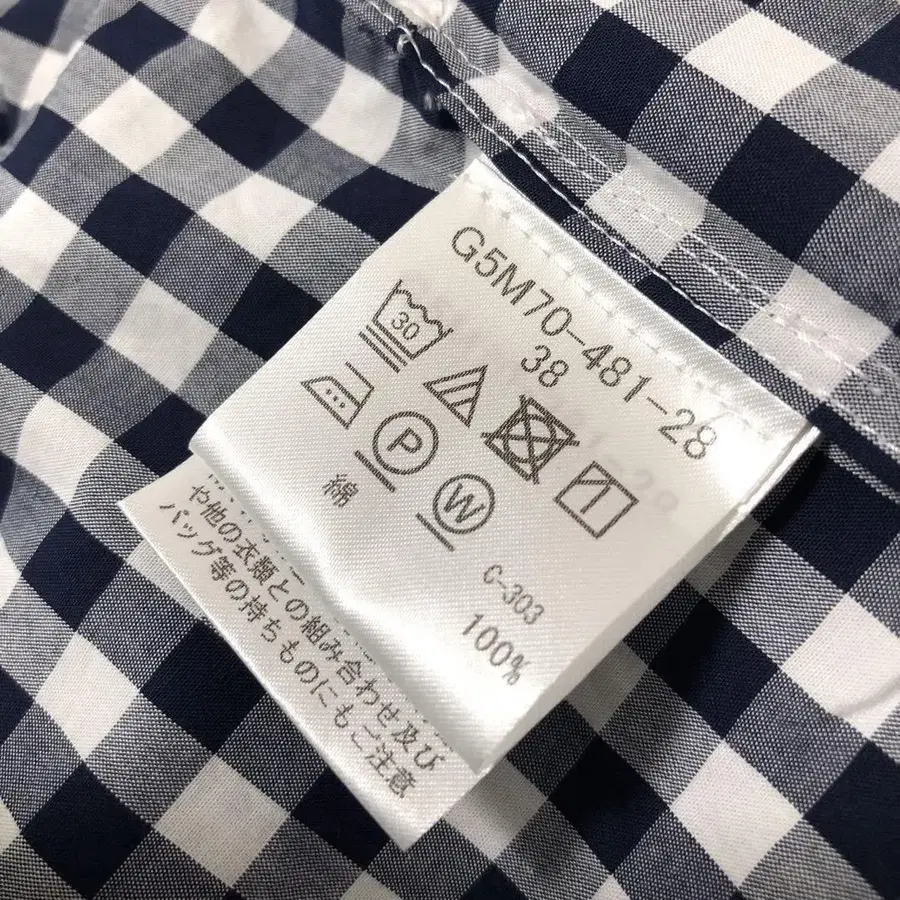 G5M70-481-28
38
30
P
W
C-303
綿 100%
や他の衣類との組み合わせ及び
バッグ等の持ちものにもご注意